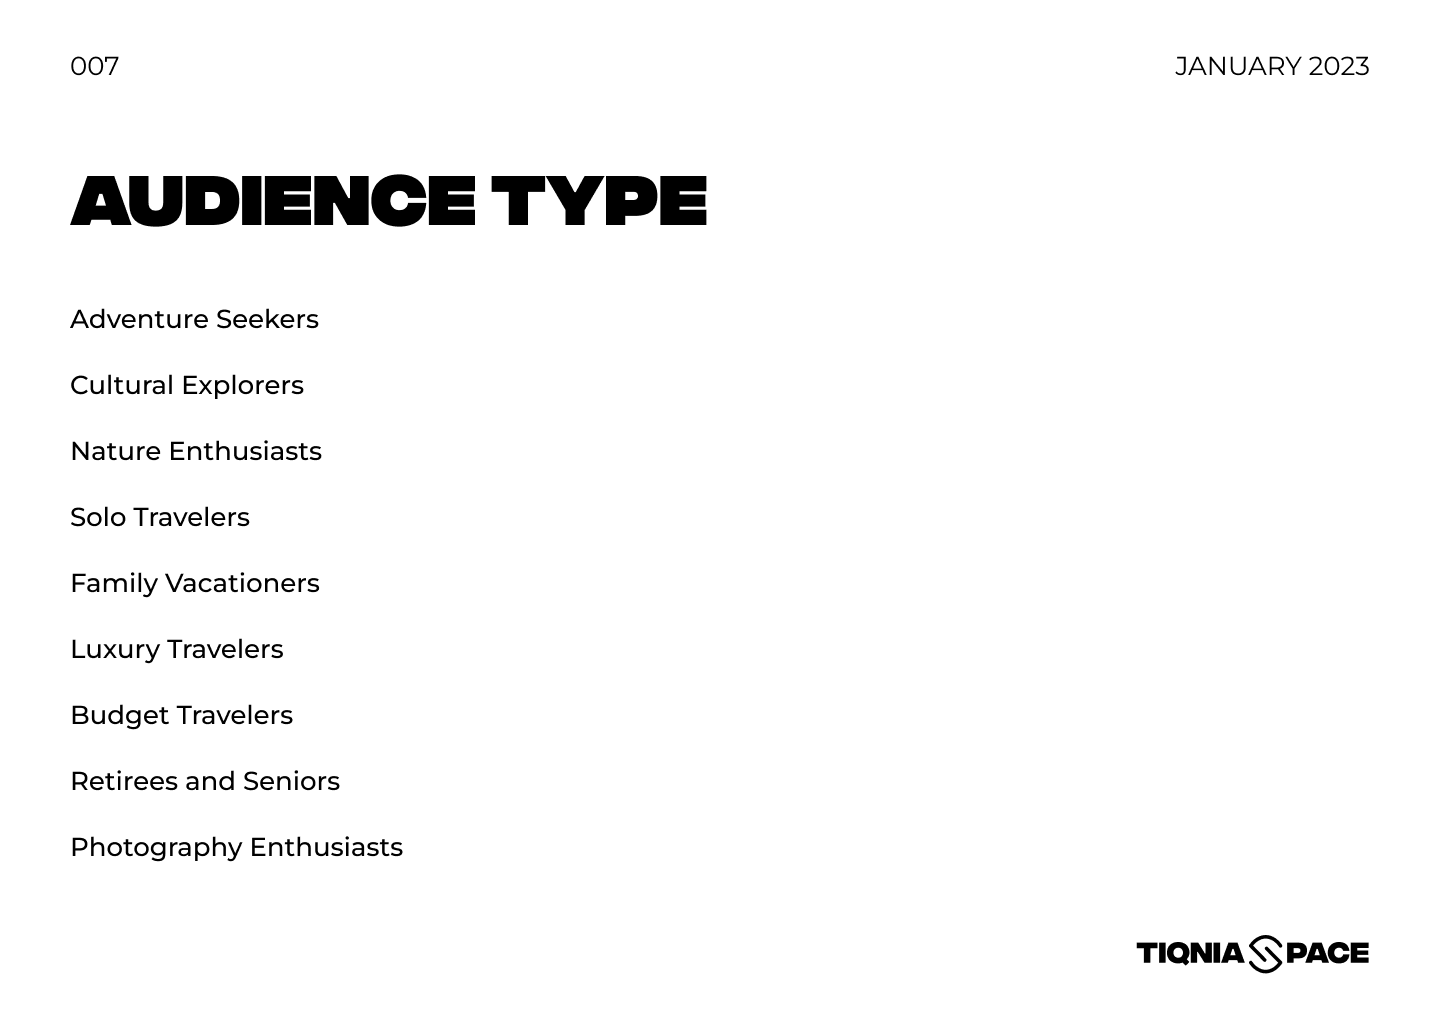 007
JANUARY 2023
AUDIENCE TYPE
Adventure Seekers
Cultural Explorers
Nature Enthusiasts
Solo Travelers
Family Vacationers
Luxury Travelers
Budget Travelers
Retirees and Seniors
Photography Enthusiasts
TIQNIA SPACE